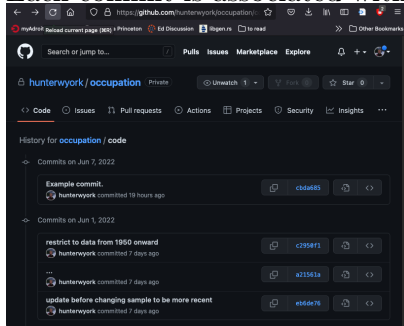 https://github.com/hunterwyork/occupation/
myAdroit
Reload current page (⌘R)
Princeton
Ed Discussion
libgen.rs
to read
Other Bookmarks
Search or jump to...
Pulls Issues Marketplace Explore
hunterwyork / occupation Private
Unwatch 1
Fork 0
Star 0
Code Issues Pull requests Actions Projects Security Insights ...
History for occupation / code
Commits on Jun 7, 2022
Example commit.
hunterwyork committed 19 hours ago
cbda685
Commits on Jun 1, 2022
restrict to data from 1950 onward
hunterwyork committed 7 days ago
c2950f1
...
hunterwyork committed 7 days ago
a21561a
update before changing sample to be more recent
hunterwyork committed 7 days ago
eb6de76